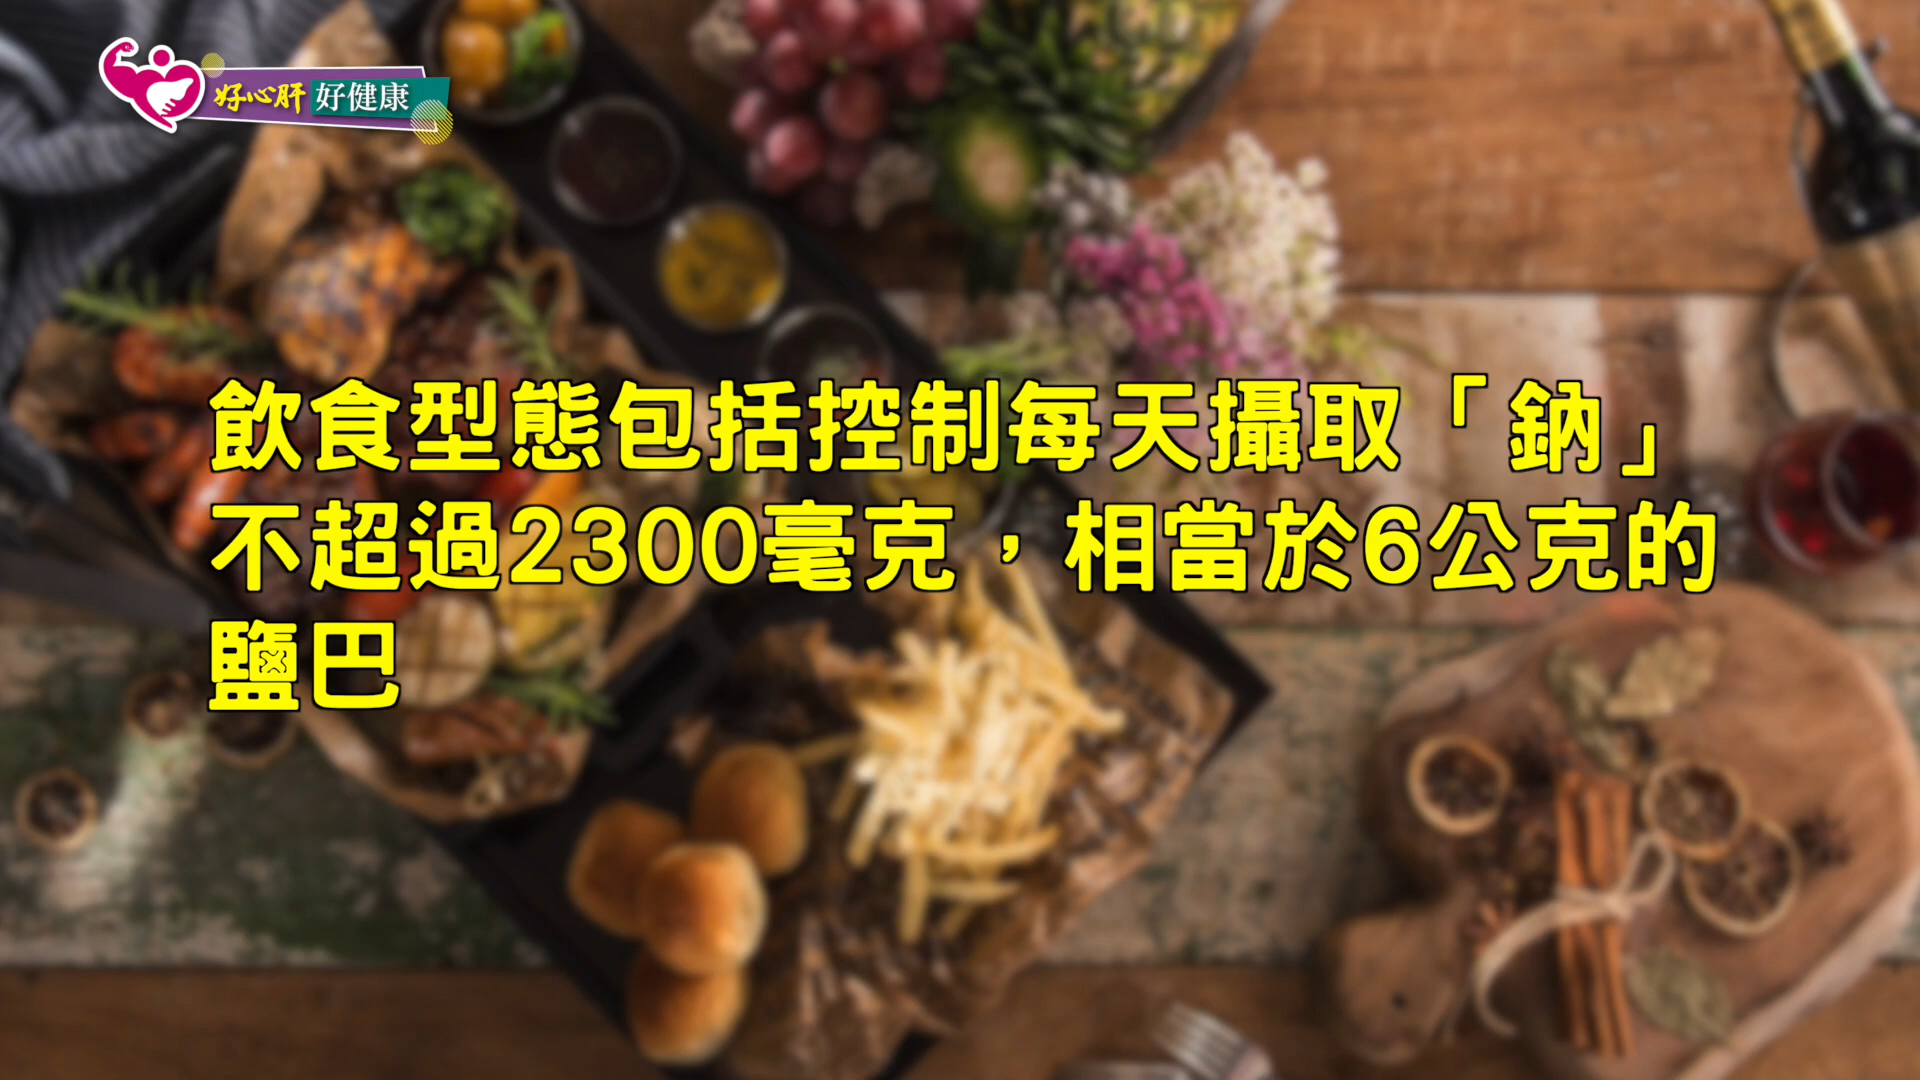 好心肝 好健康
飲食型態包括控制每天攝取「鈉」
不超過2300毫克，相當於6公克的
鹽巴